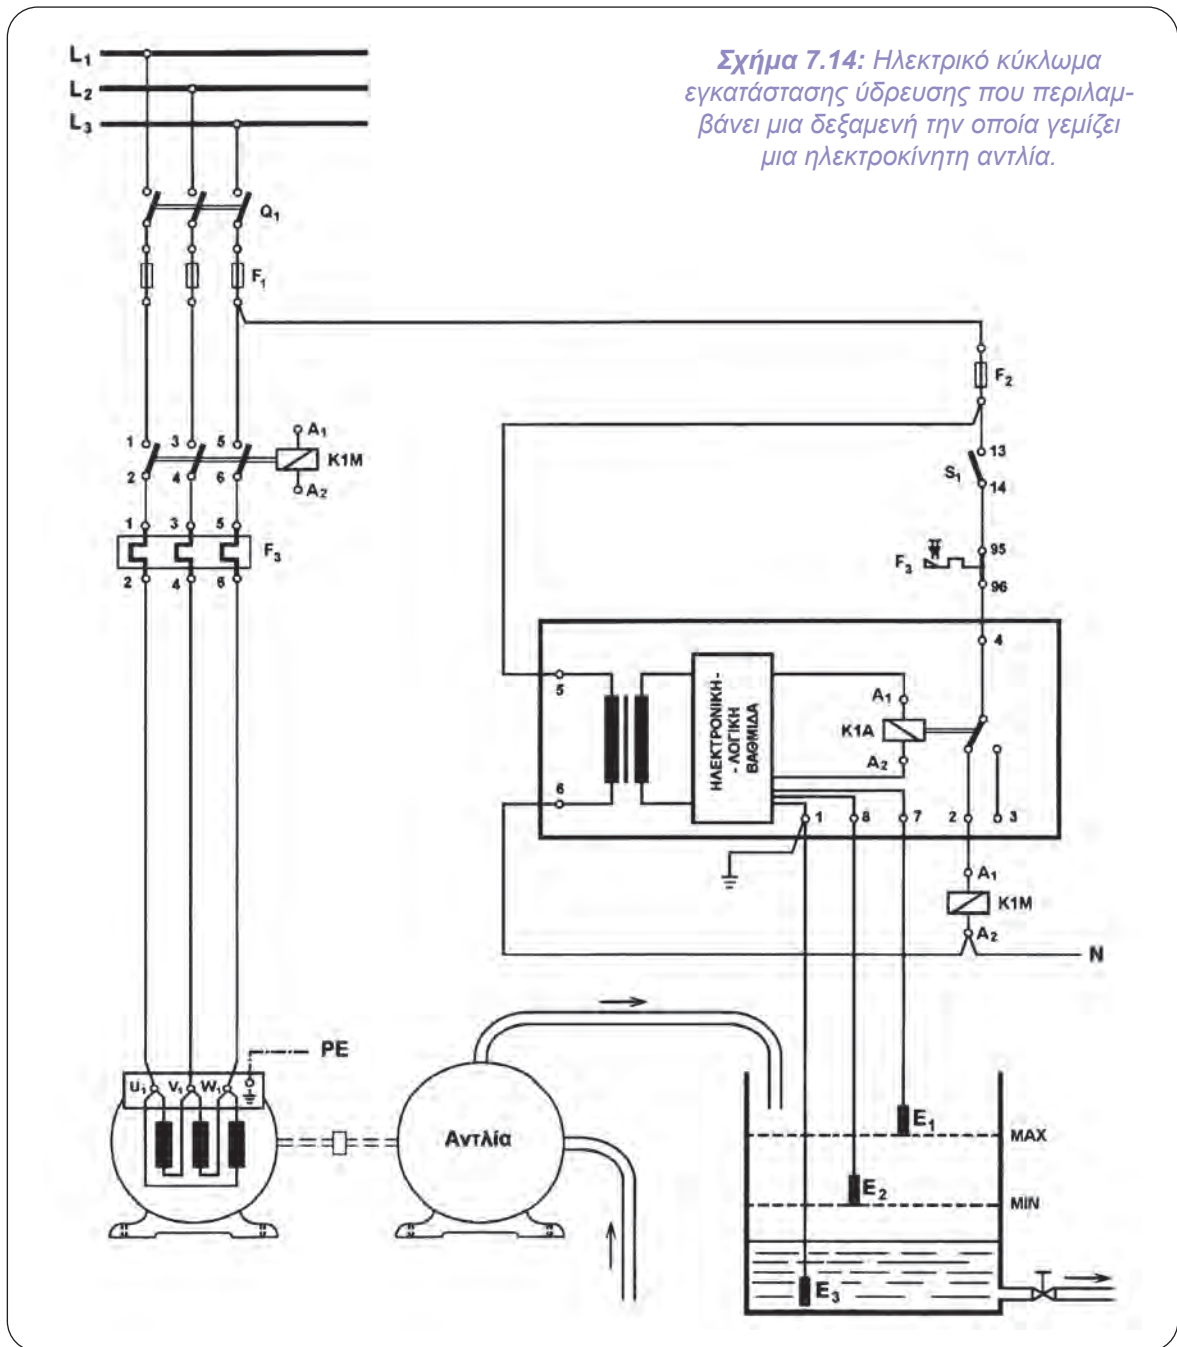 L₁
Σχήμα 7.14: Ηλεκτρικό κύκλωμα
εγκατάστασης ύδρευσης που περιλαμ-
βάνει μια δεξαμενή την οποία γεμίζει
μια ηλεκτροκίνητη αντλία.
L₂
L₃
Q₁
F₁
F₂
1 3 5 A₁
K1M
2 4 6 A₂
13
S₁
14
1 3 5
F₃
2 4 6
95
F₃
96
4
5
ΗΛΕΚΤΡΟΝΙΚΗ -
- ΛΟΓΙΚΗ
ΒΑΘΜΙΔΑ
A₁
K1A
A₂
6
1 8 7 2 3
A₁
K1M
A₂
N
PE
U₁ V₁ W₁
Αντλία
E₁
MAX
E₂
MIN
E₃